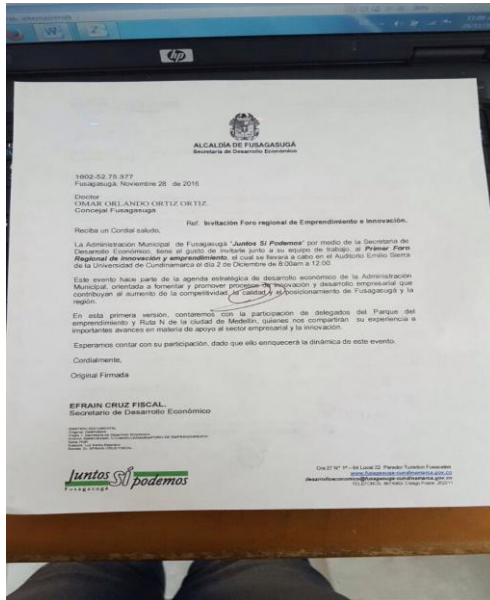 hp
ALCALDÍA DE FUSAGASUGÁ
Secretaría de Desarrollo Económico
1602-52.75.377
Fusagasugá, Noviembre 28 de 2016
Doctor
OMAR ORLANDO ORTIZ ORTIZ.
Concejal Fusagasugá
Ref: Invitación Foro regional de Emprendimiento e Innovación.
Reciba un Cordial saludo,
La Administración Municipal de Fusagasugá "Juntos Sí Podemos" por medio de la Secretaría de
Desarrollo Económico, tiene el gusto de invitarle junto a su equipo de trabajo, al Primer Foro
Regional de innovación y emprendimiento, el cual se llevara a cabo en el Auditorio Emilio Sierra
de la Universidad de Cundinamarca el día 2 de Diciembre de 8:00am a 12:00.
Este evento hace parte de la agenda estratégica de desarrollo económico de la Administración
Municipal, orientada a fomentar y promover procesos de innovación y desarrollo empresarial que
contribuyan al aumento de la competitividad, la calidad y el posicionamiento de Fusagasugá y la
región.
En esta primera versión, contaremos con la participación de delegados del Parque del
emprendimiento y Ruta N de la ciudad de Medellín, quienes nos compartirán su experiencia e
importantes avances en materia de apoyo al sector empresarial y la innovación.
Esperamos contar con su participación, dado que ello enriquecerá la dinámica de este evento.
Cordialmente,
Original Firmada
EFRAIN CRUZ FISCAL.
Secretario de Desarrollo Económico
Juntos SÍ podemos
Fusagasugá
www.fusagasuga-cundinamarca.gov.co
desarrolloeconomico@fusagasuga-cundinamarca.gov.co